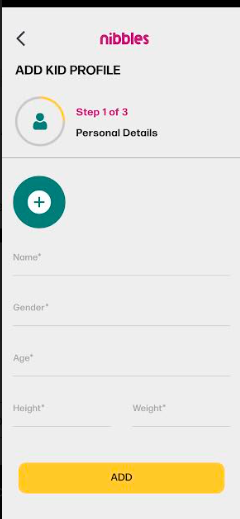 nibbles
ADD KID PROFILE
Step 1 of 3
Personal Details
Name*
Gender*
Age*
Height* Weight*
ADD